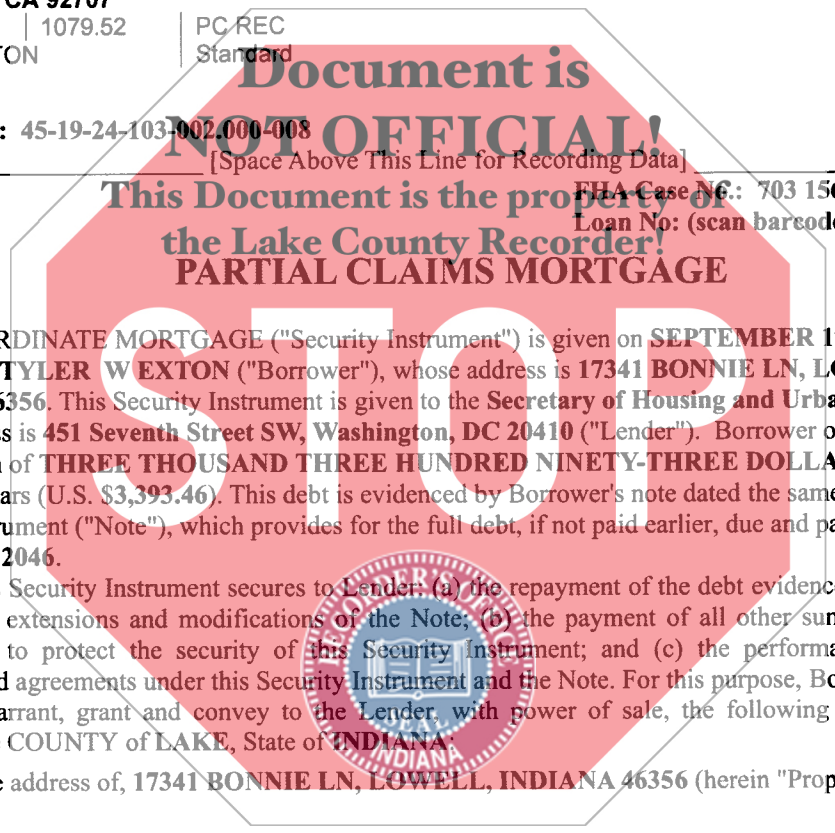 CA 92707
1079.52 PC REC
TON Standard
Document is
: 45-19-24-103-002.000-008
NOT OFFICIAL!
[Space Above This Line for Recording Data]
This Document is the property of
FHA Case No.: 703 15
the Lake County Recorder!
Loan No: (scan barcod
PARTIAL CLAIMS MORTGAGE
STOP
RDINATE MORTGAGE ("Security Instrument") is given on SEPTEMBER 1
TYLER W EXTON ("Borrower"), whose address is 17341 BONNIE LN, LO
6356. This Security Instrument is given to the Secretary of Housing and Urba
ss is 451 Seventh Street SW, Washington, DC 20410 ("Lender"). Borrower o
of THREE THOUSAND THREE HUNDRED NINETY-THREE DOLLA
ars (U.S. $3,393.46). This debt is evidenced by Borrower's note dated the same
rument ("Note"), which provides for the full debt, if not paid earlier, due and pa
2046.
Security Instrument secures to Lender: (a) the repayment of the debt evidenc
extensions and modifications of the Note; (b) the payment of all other sum
to protect the security of this Security Instrument; and (c) the performa
d agreements under this Security Instrument and the Note. For this purpose, Bo
arrant, grant and convey to the Lender, with power of sale, the following
COUNTY of LAKE, State of INDIANA:
e address of, 17341 BONNIE LN, LOWELL, INDIANA 46356 (herein "Prop
RECORDER OFFICE
SEAL
INDIANA